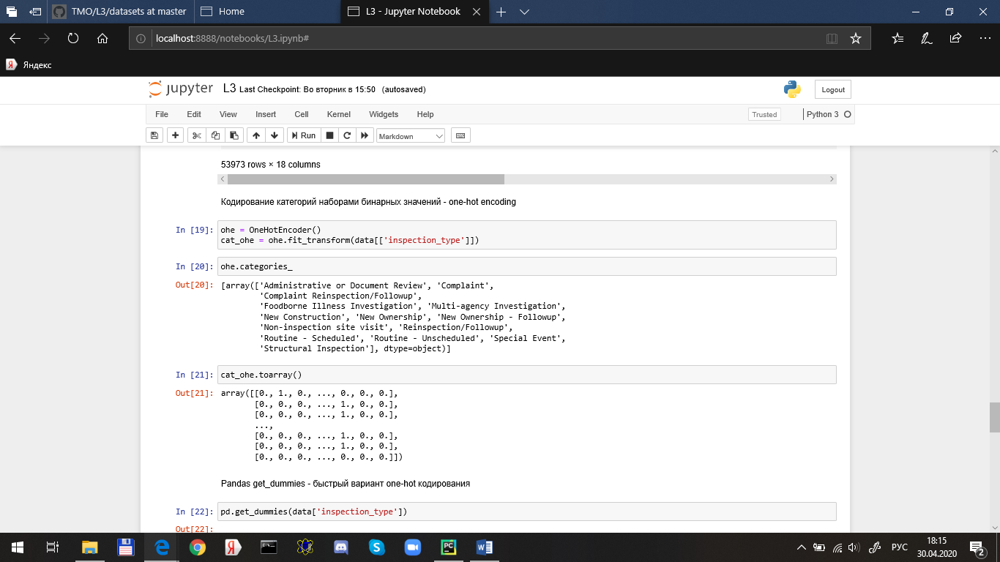 TMO/L3/datasets at master
Home
L3 - Jupyter Notebook
localhost:8888/notebooks/L3.ipynb#
Яндекс
jupyter L3 Last Checkpoint: Во вторник в 15:50 (autosaved)
Logout
File Edit View Insert Cell Kernel Widgets Help
Trusted
Python 3
Run
Markdown
53973 rows × 18 columns
Кодирование категорий наборами бинарных значений - one-hot encoding
In [19]: ohe = OneHotEncoder()
cat_ohe = ohe.fit_transform(data[['inspection_type']])
In [20]: ohe.categories_
Out[20]: [array(['Administrative or Document Review', 'Complaint',
'Complaint Reinspection/Followup',
'Foodborne Illness Investigation', 'Multi-agency Investigation',
'New Construction', 'New Ownership', 'New Ownership - Followup',
'Non-inspection site visit', 'Reinspection/Followup',
'Routine - Scheduled', 'Routine - Unscheduled', 'Special Event',
'Structural Inspection'], dtype=object)]
In [21]: cat_ohe.toarray()
Out[21]: array([[0., 1., 0., ..., 0., 0., 0.],
[0., 0., 0., ..., 1., 0., 0.],
[0., 0., 0., ..., 1., 0., 0.],
...,
[0., 0., 0., ..., 1., 0., 0.],
[0., 0., 0., ..., 1., 0., 0.],
[0., 0., 0., ..., 0., 0., 0.]])
Pandas get_dummies - быстрый вариант one-hot кодирования
In [22]: pd.get_dummies(data['inspection_type'])
Out[22]:
РУС
18:15
30.04.2020
2